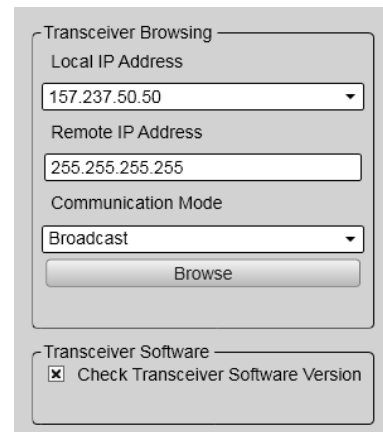 Transceiver Browsing
Local IP Address
157.237.50.50
Remote IP Address
255.255.255.255
Communication Mode
Broadcast
Browse
Transceiver Software
Check Transceiver Software Version